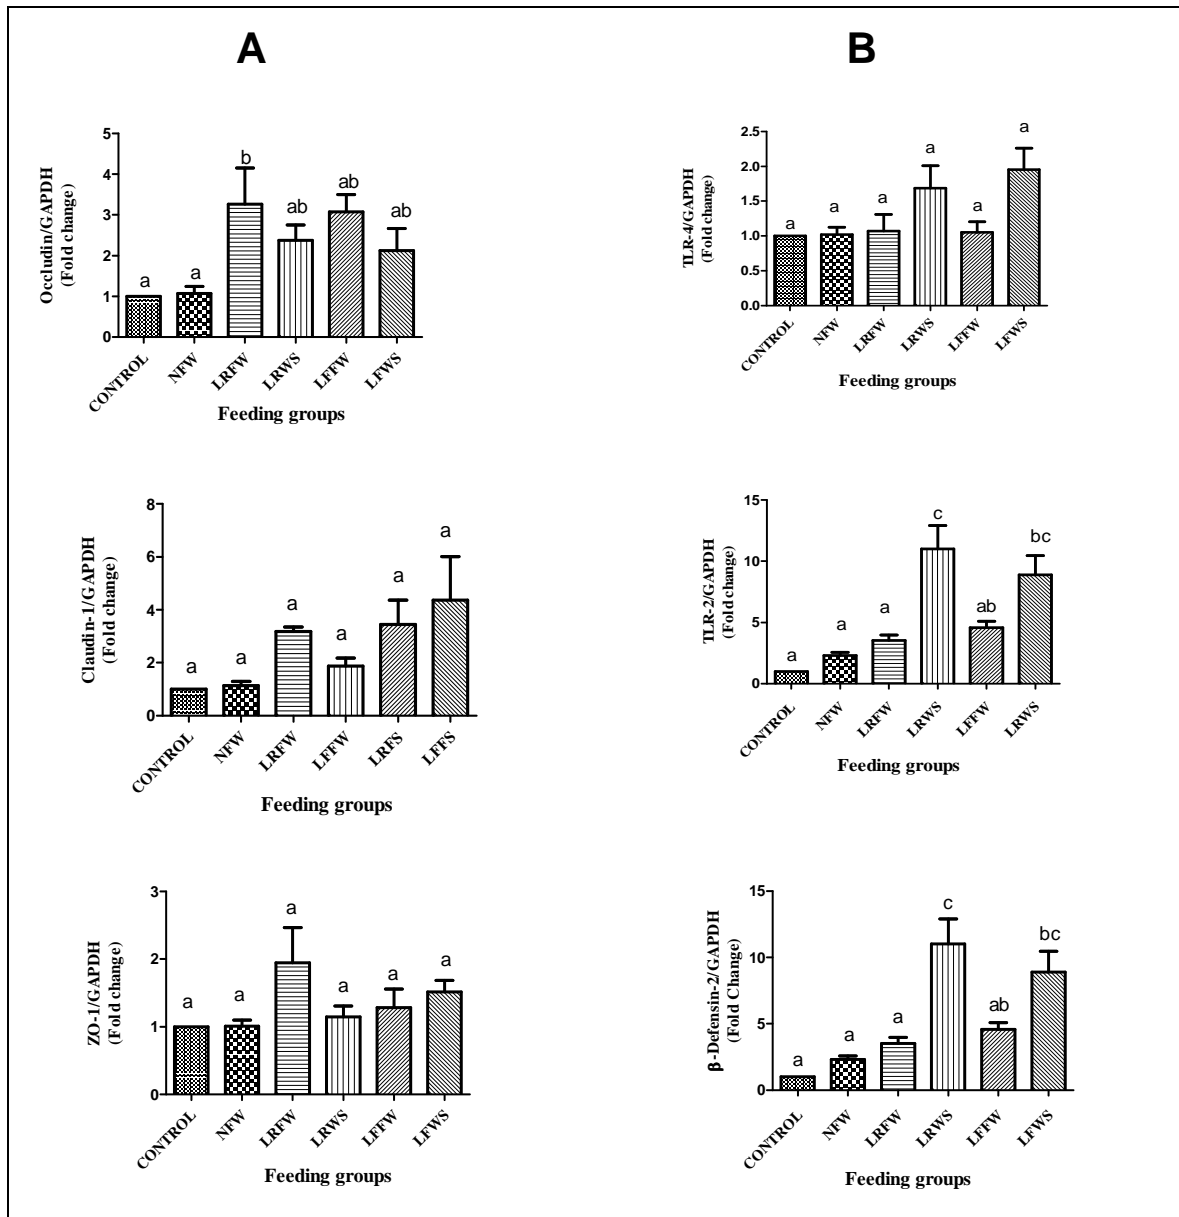 A
B
Occludin/GAPDH
(Fold change)
5
4
3
2
1
0
a
a
b
ab
ab
ab
CONTROL
NFW
LRFW
LRWS
LFFW
LFWS
Feeding groups
TLR-4/GAPDH
(Fold change)
2.5
2.0
1.5
1.0
0.5
0.0
a
a
a
a
a
a
CONTROL
NFW
LRFW
LRWS
LFFW
LFWS
Feeding groups
Claudin-1/GAPDH
(Fold change)
8
6
4
2
0
a
a
a
a
a
a
CONTROL
NFW
LRFW
LFFW
LRFS
LFFS
Feeding groups
TLR-2/GAPDH
(Fold change)
15
10
5
0
a
a
a
c
ab
bc
CONTROL
NFW
LRFW
LRWS
LFFW
LRWS
Feeding groups
ZO-1/GAPDH
(Fold change)
3
2
1
0
a
a
a
a
a
a
CONTROL
NFW
LRFW
LRWS
LFFW
LFWS
Feeding groups
β-Defensin-2/GAPDH
(Fold Change)
15
10
5
0
a
a
a
c
ab
bc
CONTROL
NFW
LRFW
LRWS
LFFW
LFWS
Feeding groups